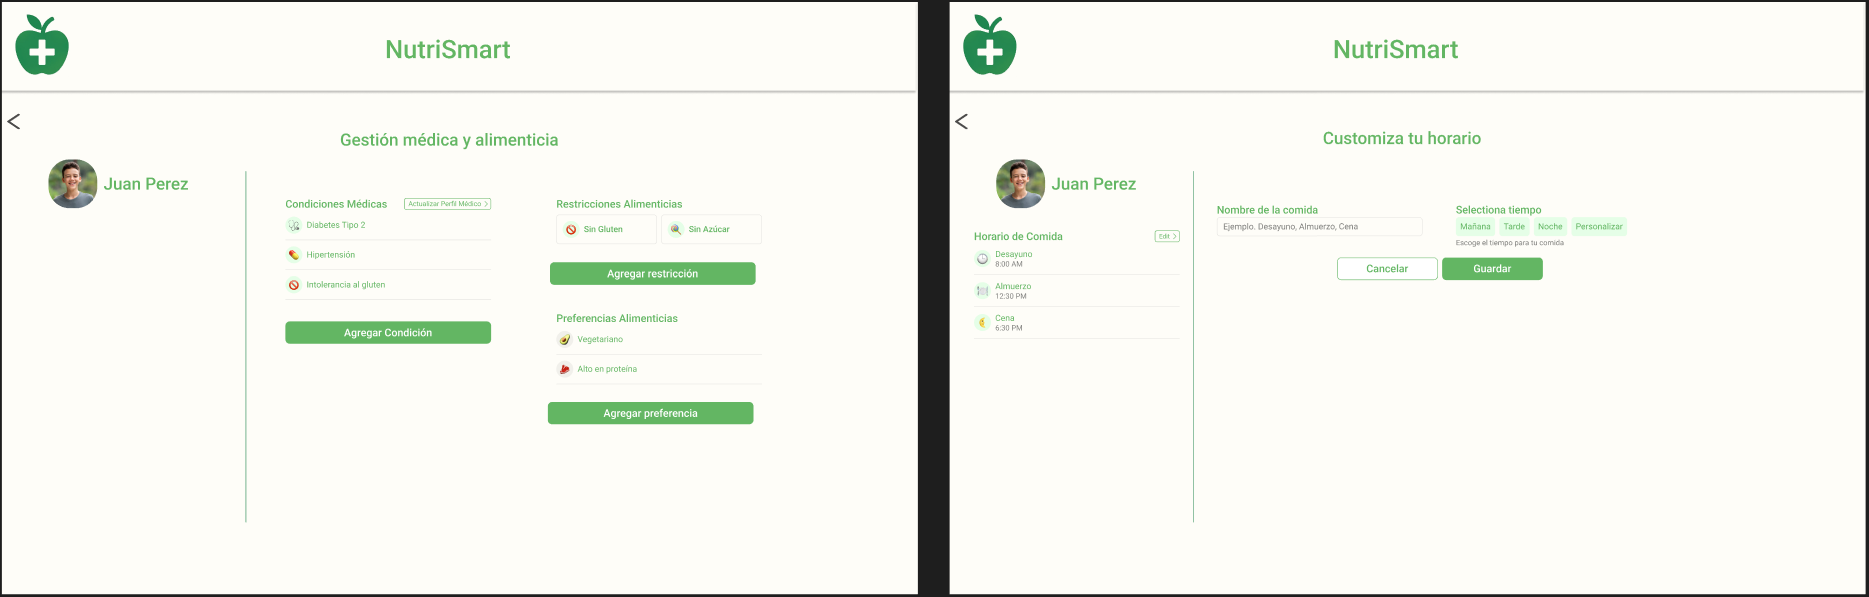 NutriSmart
<
Gestión médica y alimenticia
Juan Perez
Condiciones Médicas
Actualizar Perfil Médico >
Diabetes Tipo 2
Hipertensión
Intolerancia al gluten
Agregar Condición
Restricciones Alimenticias
Sin Gluten
Sin Azúcar
Agregar restricción
Preferencias Alimenticias
Vegetariano
Alto en proteína
Agregar preferencia
NutriSmart
<
Customiza tu horario
Juan Perez
Horario de Comida
Edit >
Desayuno
8:00 AM
Almuerzo
12:30 PM
Cena
6:30 PM
Nombre de la comida
Ejemplo. Desayuno, Almuerzo, Cena
Selectiona tiempo
Mañana Tarde Noche Personalizar
Escoge el tiempo para tu comida
Cancelar
Guardar